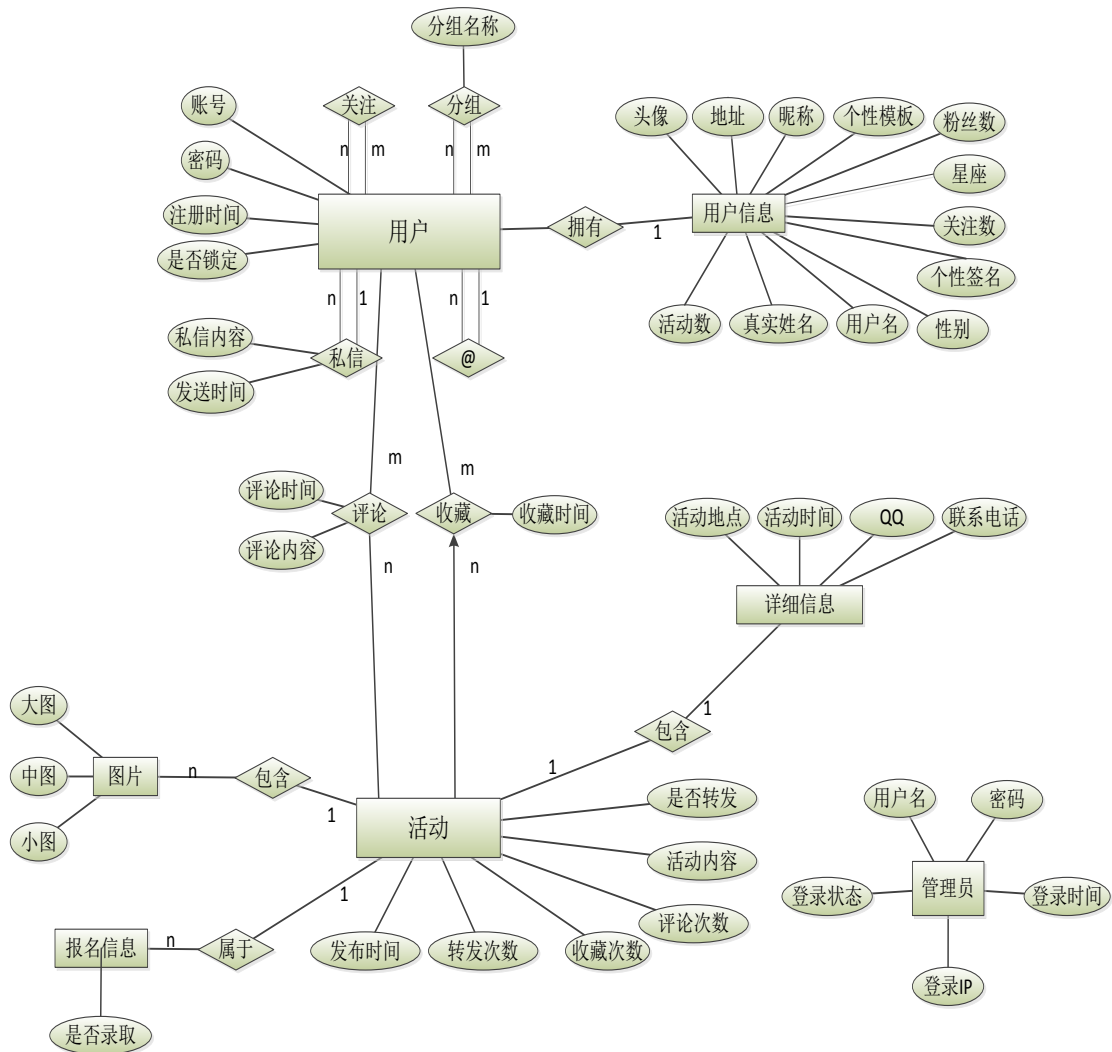 分组名称
账号
关注
分组
头像
地址
昵称
个性模板
粉丝数
密码
n
m
n
m
星座
注册时间
用户
拥有
1
用户信息
关注数
是否锁定
个性签名
n
1
n
1
私信内容
私信
@
活动数
真实姓名
用户名
性别
发送时间
m
m
评论时间
评论
收藏
收藏时间
评论内容
n
n
活动地点
活动时间
QQ
联系电话
详细信息
1
包含
1
大图
中图
小图
图片
n
包含
1
活动
是否转发
活动内容
评论次数
收藏次数
转发次数
发布时间
1
属于
n
报名信息
是否录取
用户名
密码
登录状态
管理员
登录时间
登录IP